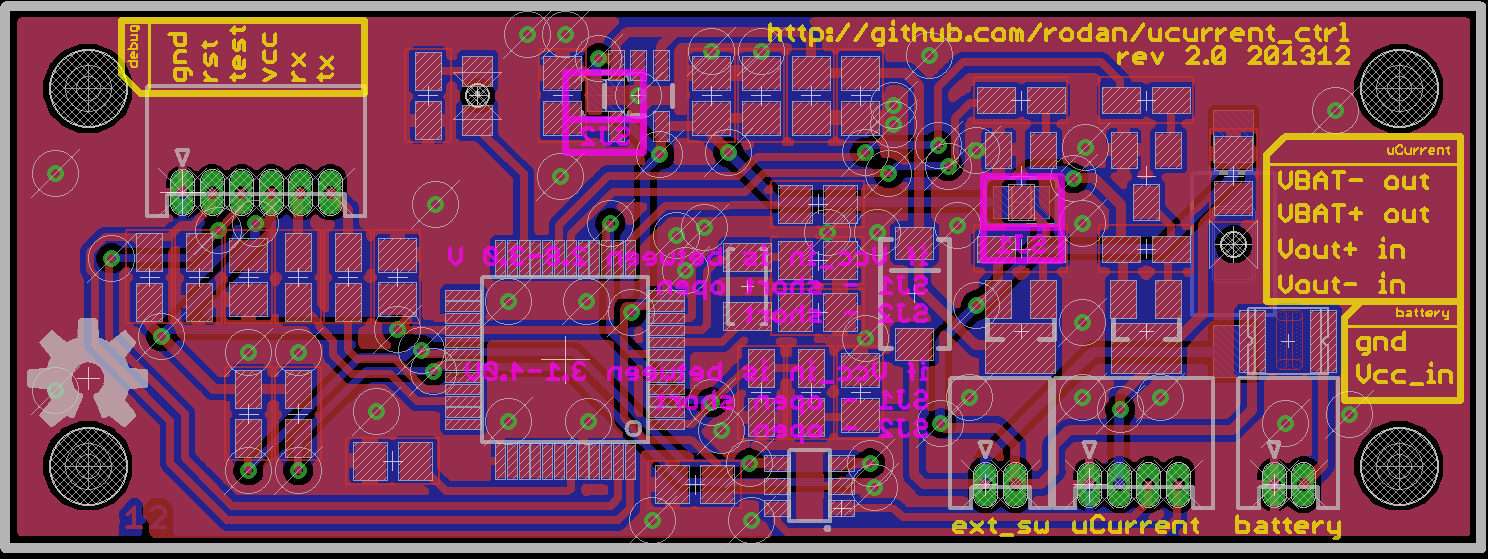 http://github.com/rodan/ucurrent_ctrl
rev 2.0 201312
debug
gnd
rst
test
vcc
rx
tx
SJ2
SJ1
uCurrent
VBAT- out
VBAT+ out
Vout+ in
Vout- in
battery
gnd
Vcc_in
if Vcc_in is between 2.8-3.0 V
SJ1 - short open
SJ2 - short
if Vcc_in is between 3.1-4.0V
SJ1 - open short
SJ2 - open
12
ext_sw
uCurrent
battery